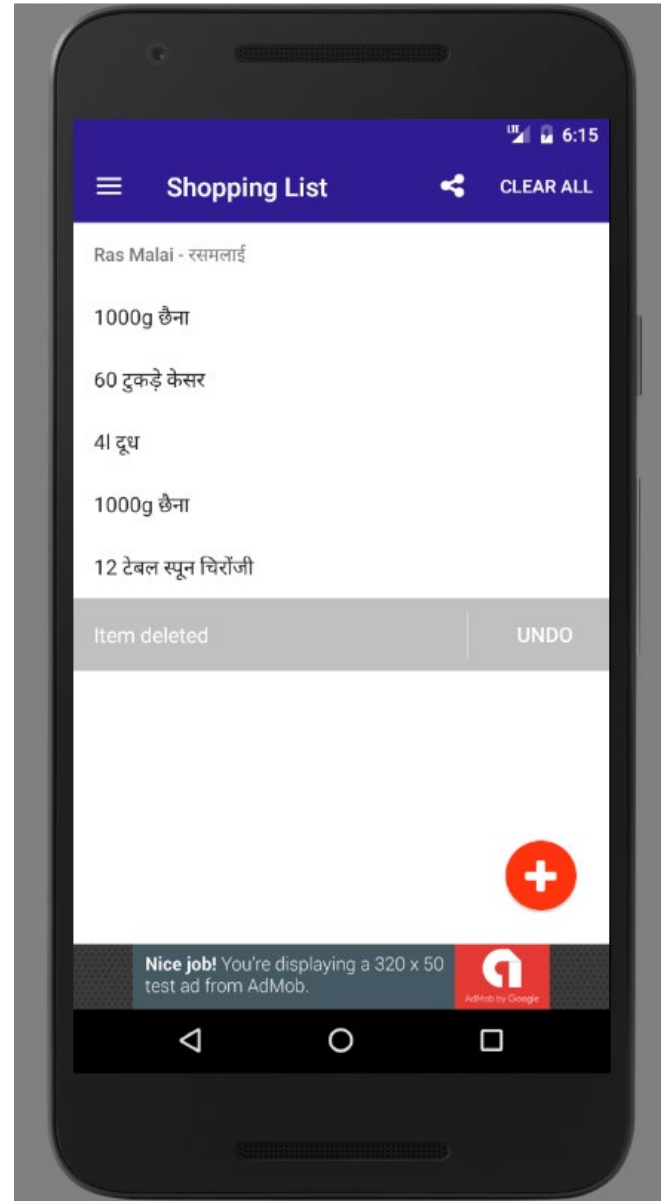 LTE 6:15
Shopping List CLEAR ALL
Ras Malai - रसमलाई
1000g छैना
60 टुकड़े केसर
4l दूध
1000g छैना
12 टेबल स्पून चिरोंजी
Item deleted UNDO
Nice job! You're displaying a 320 x 50
test ad from AdMob.
AdMob by Google